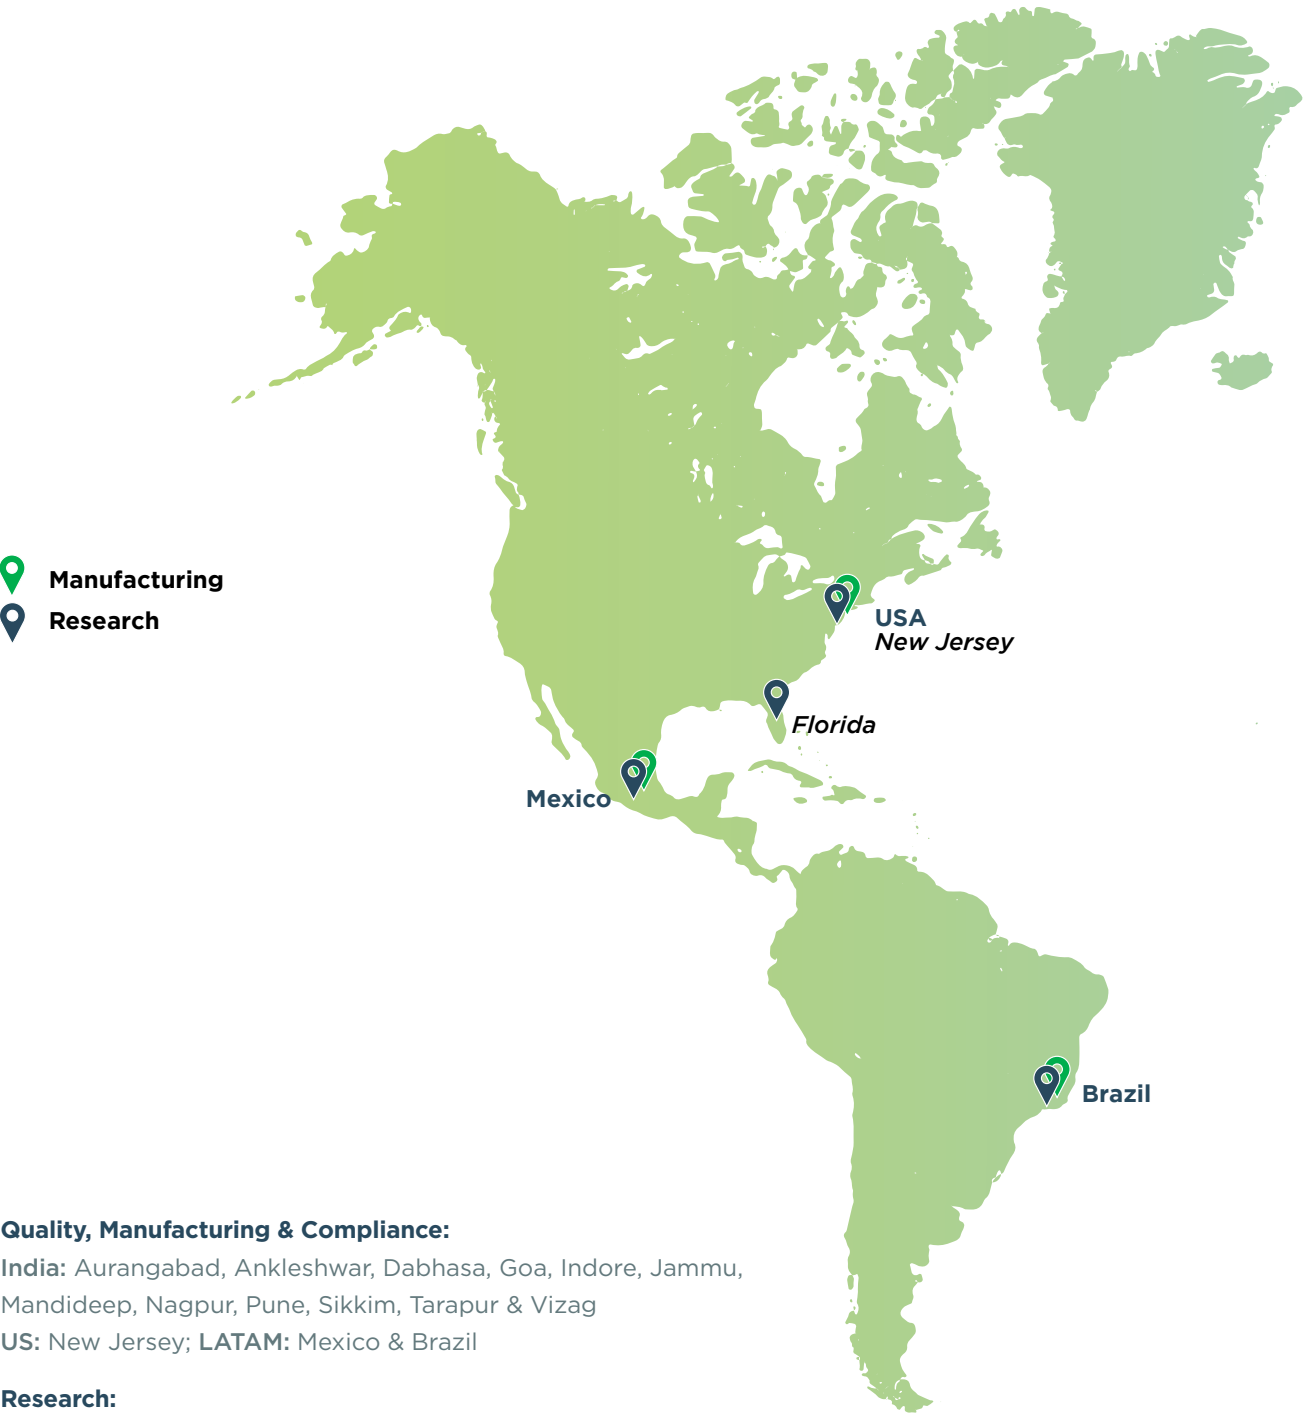 Manufacturing
Research
USA
New Jersey
Florida
Mexico
Brazil
Quality, Manufacturing & Compliance:
India: Aurangabad, Ankleshwar, Dabhasa, Goa, Indore, Jammu,
Mandideep, Nagpur, Pune, Sikkim, Tarapur & Vizag
US: New Jersey; LATAM: Mexico & Brazil
Research: